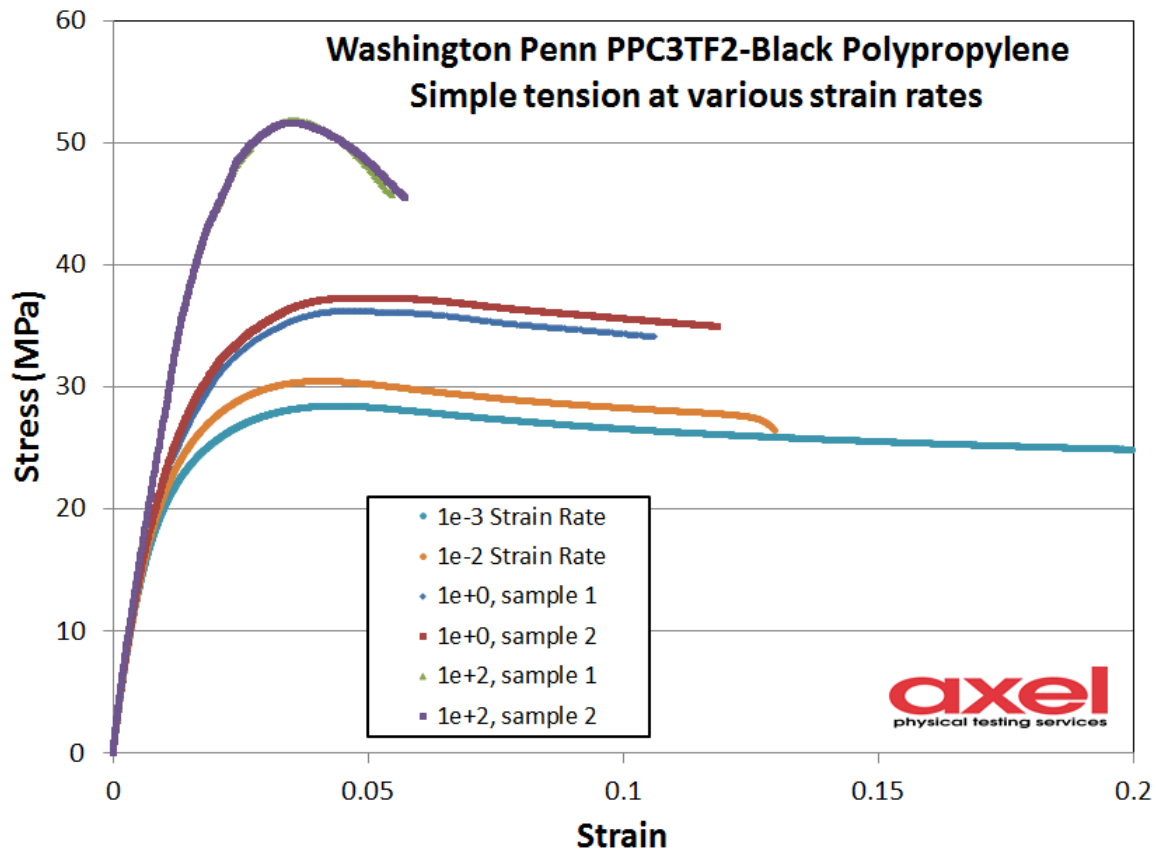 Washington Penn PPC3TF2-Black Polypropylene
Simple tension at various strain rates
Stress (MPa)
60
50
40
30
20
10
0
1e-3 Strain Rate
1e-2 Strain Rate
1e+0, sample 1
1e+0, sample 2
1e+2, sample 1
1e+2, sample 2
axel
physical testing services
0 0.05 0.1 0.15 0.2
Strain